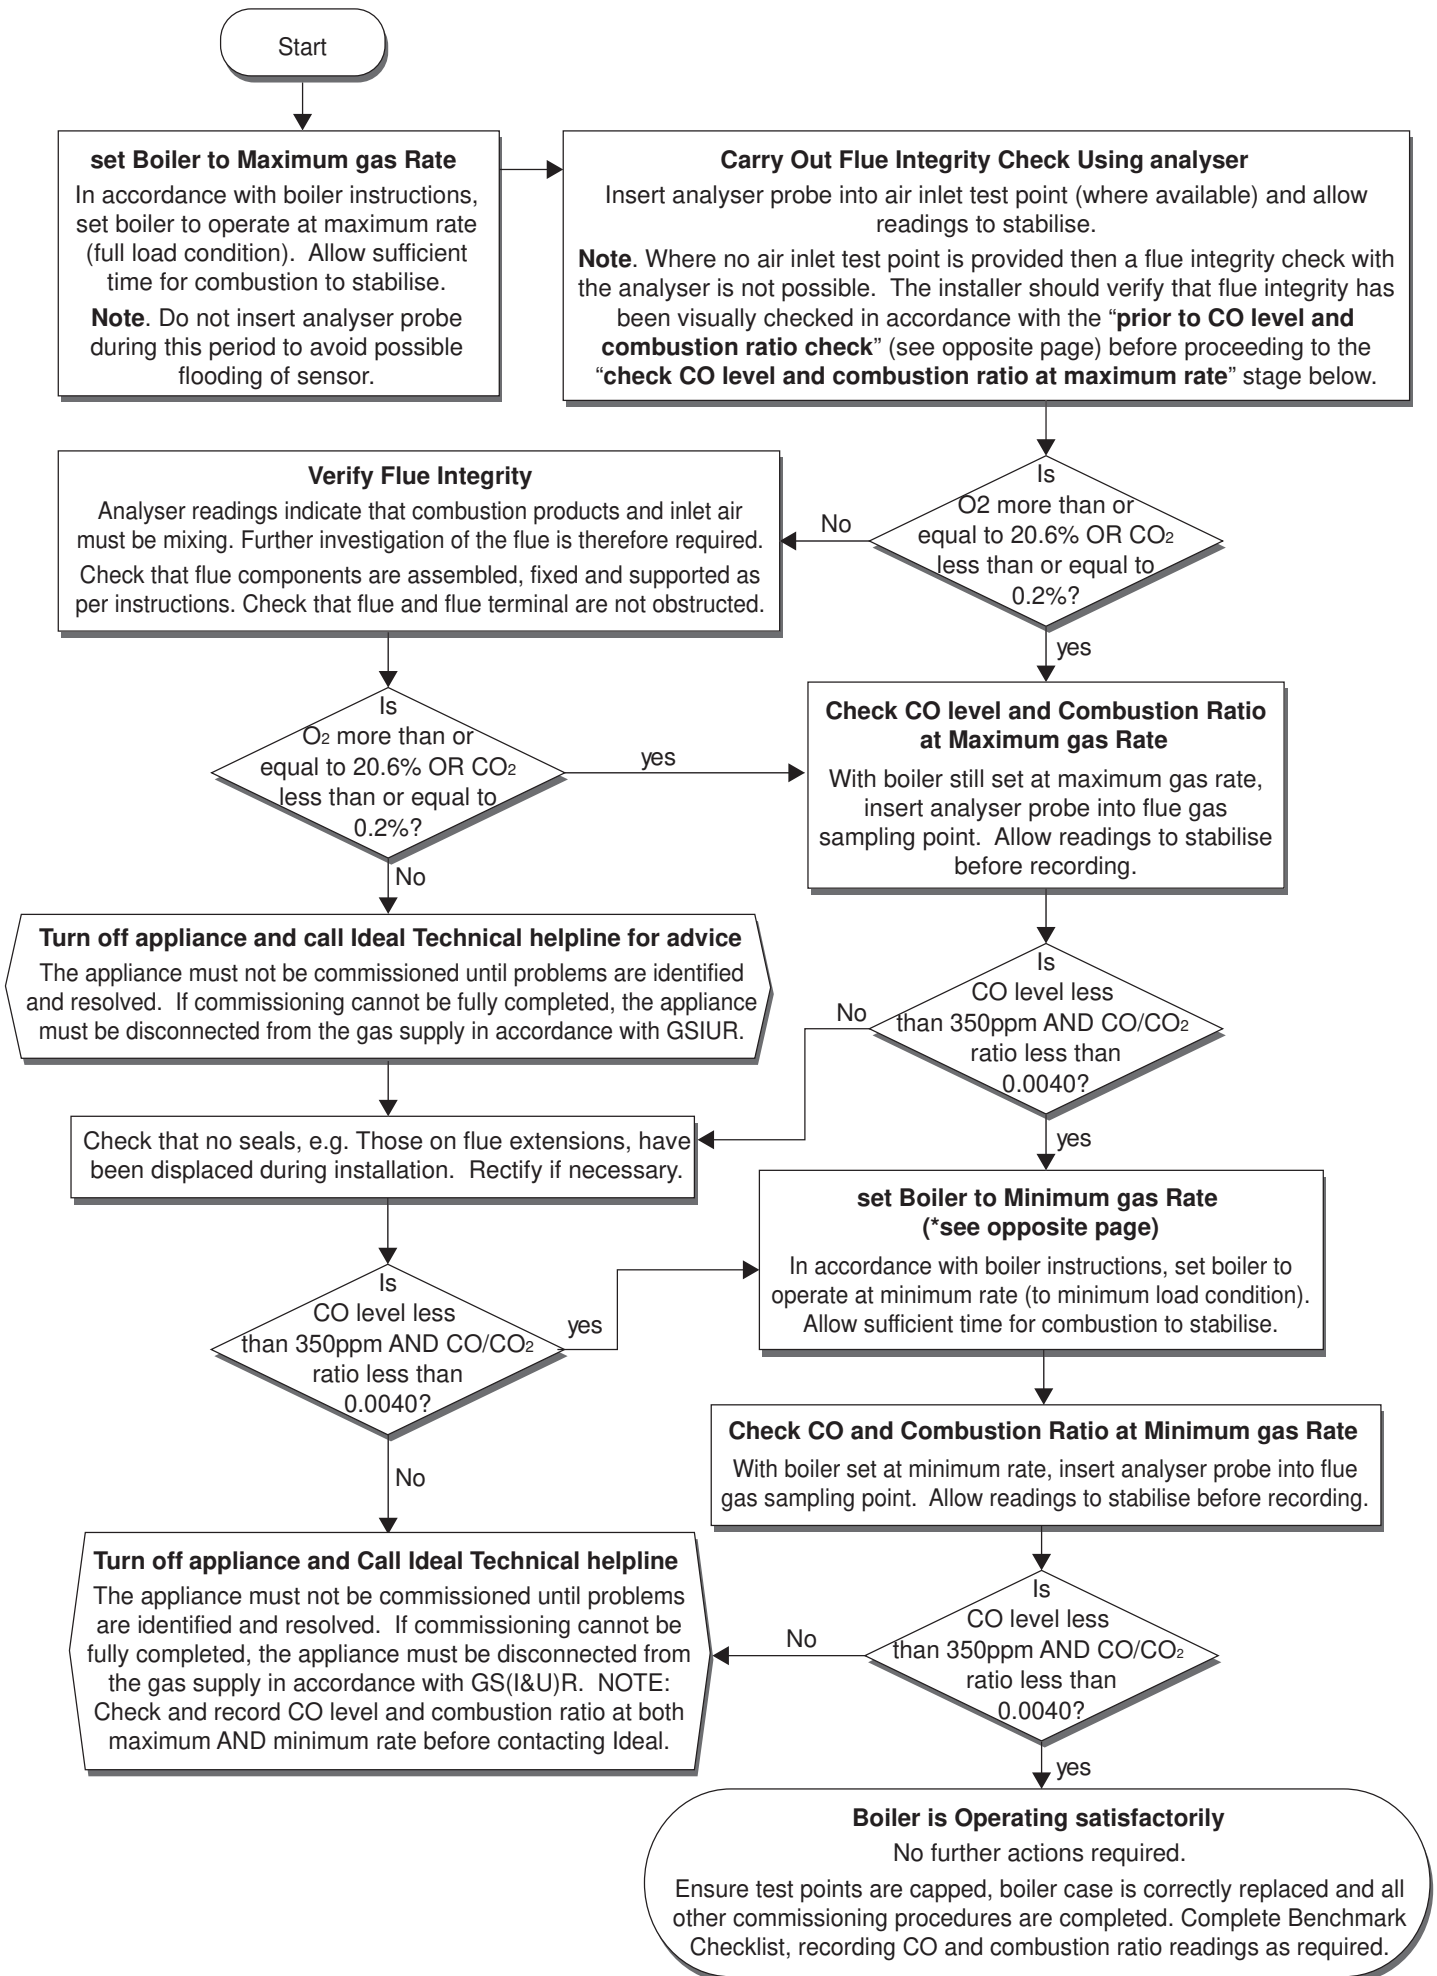 Start
set Boiler to Maximum gas Rate
In accordance with boiler instructions,
set boiler to operate at maximum rate
(full load condition).  Allow sufficient
time for combustion to stabilise.
Note. Do not insert analyser probe
during this period to avoid possible
flooding of sensor.
Carry Out Flue Integrity Check Using analyser
Insert analyser probe into air inlet test point (where available) and allow
readings to stabilise.
Note. Where no air inlet test point is provided then a flue integrity check with
the analyser is not possible.  The installer should verify that flue integrity has
been visually checked in accordance with the “prior to CO level and
combustion ratio check” (see opposite page) before proceeding to the
“check CO level and combustion ratio at maximum rate” stage below.
Is
O2 more than or
equal to 20.6% OR CO2
less than or equal to
0.2%?
No
yes
Verify Flue Integrity
Analyser readings indicate that combustion products and inlet air
must be mixing. Further investigation of the flue is therefore required.
Check that flue components are assembled, fixed and supported as
per instructions. Check that flue and flue terminal are not obstructed.
Is
O2 more than or
equal to 20.6% OR CO2
less than or equal to
0.2%?
yes
No
Check CO level and Combustion Ratio
at Maximum gas Rate
With boiler still set at maximum gas rate,
insert analyser probe into flue gas
sampling point.  Allow readings to stabilise
before recording.
Turn off appliance and call Ideal Technical helpline for advice
The appliance must not be commissioned until problems are identified
and resolved.  If commissioning cannot be fully completed, the appliance
must be disconnected from the gas supply in accordance with GSIUR.
Is
CO level less
than 350ppm AND CO/CO2
ratio less than
0.0040?
No
yes
Check that no seals, e.g. Those on flue extensions, have
been displaced during installation.  Rectify if necessary.
set Boiler to Minimum gas Rate
(*see opposite page)
In accordance with boiler instructions, set boiler to
operate at minimum rate (to minimum load condition).
Allow sufficient time for combustion to stabilise.
Is
CO level less
than 350ppm AND CO/CO2
ratio less than
0.0040?
yes
No
Check CO and Combustion Ratio at Minimum gas Rate
With boiler set at minimum rate, insert analyser probe into flue
gas sampling point.  Allow readings to stabilise before recording.
Turn off appliance and Call Ideal Technical helpline
The appliance must not be commissioned until problems
are identified and resolved.  If commissioning cannot be
fully completed, the appliance must be disconnected from
the gas supply in accordance with GS(I&U)R.  NOTE:
Check and record CO level and combustion ratio at both
maximum AND minimum rate before contacting Ideal.
Is
CO level less
than 350ppm AND CO/CO2
ratio less than
0.0040?
No
yes
Boiler is Operating satisfactorily
No further actions required.
Ensure test points are capped, boiler case is correctly replaced and all
other commissioning procedures are completed. Complete Benchmark
Checklist, recording CO and combustion ratio readings as required.